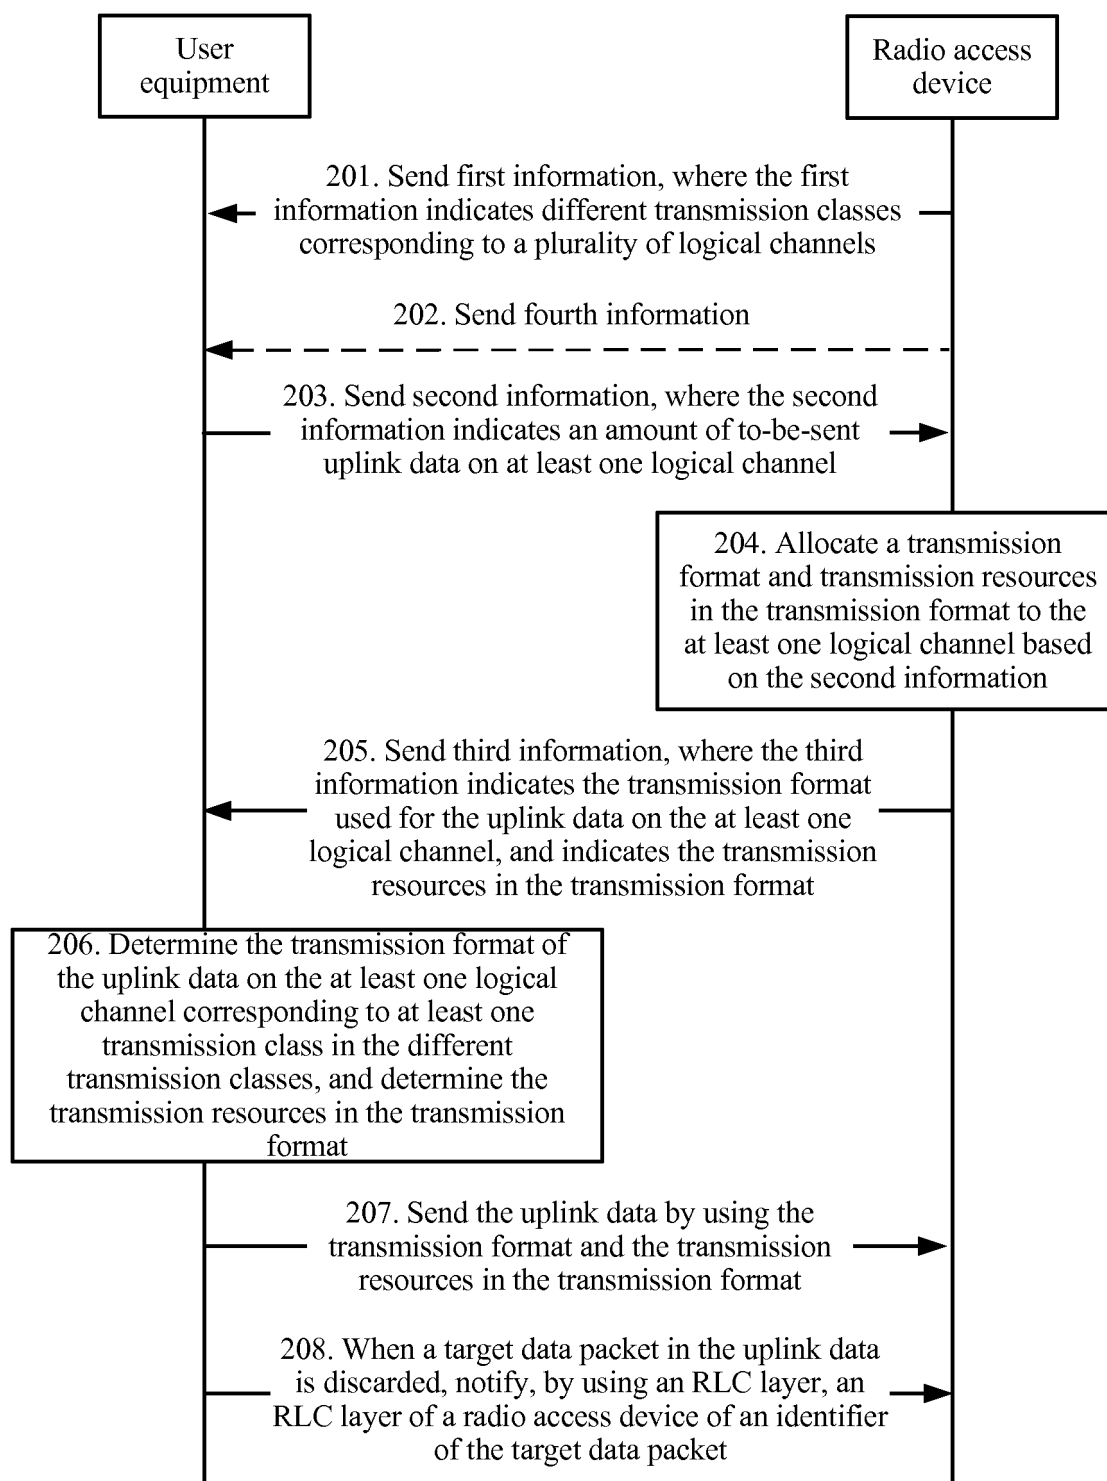 User
equipment
Radio access
device
201. Send first information, where the first
information indicates different transmission classes
corresponding to a plurality of logical channels
202. Send fourth information
203. Send second information, where the second
information indicates an amount of to-be-sent
uplink data on at least one logical channel
204. Allocate a transmission
format and transmission resources
in the transmission format to the
at least one logical channel based
on the second information
205. Send third information, where the third
information indicates the transmission format
used for the uplink data on the at least one
logical channel, and indicates the transmission
resources in the transmission format
206. Determine the transmission format of
the uplink data on the at least one logical
channel corresponding to at least one
transmission class in the different
transmission classes, and determine the
transmission resources in the transmission
format
207. Send the uplink data by using the
transmission format and the transmission
resources in the transmission format
208. When a target data packet in the uplink data
is discarded, notify, by using an RLC layer, an
RLC layer of a radio access device of an identifier
of the target data packet